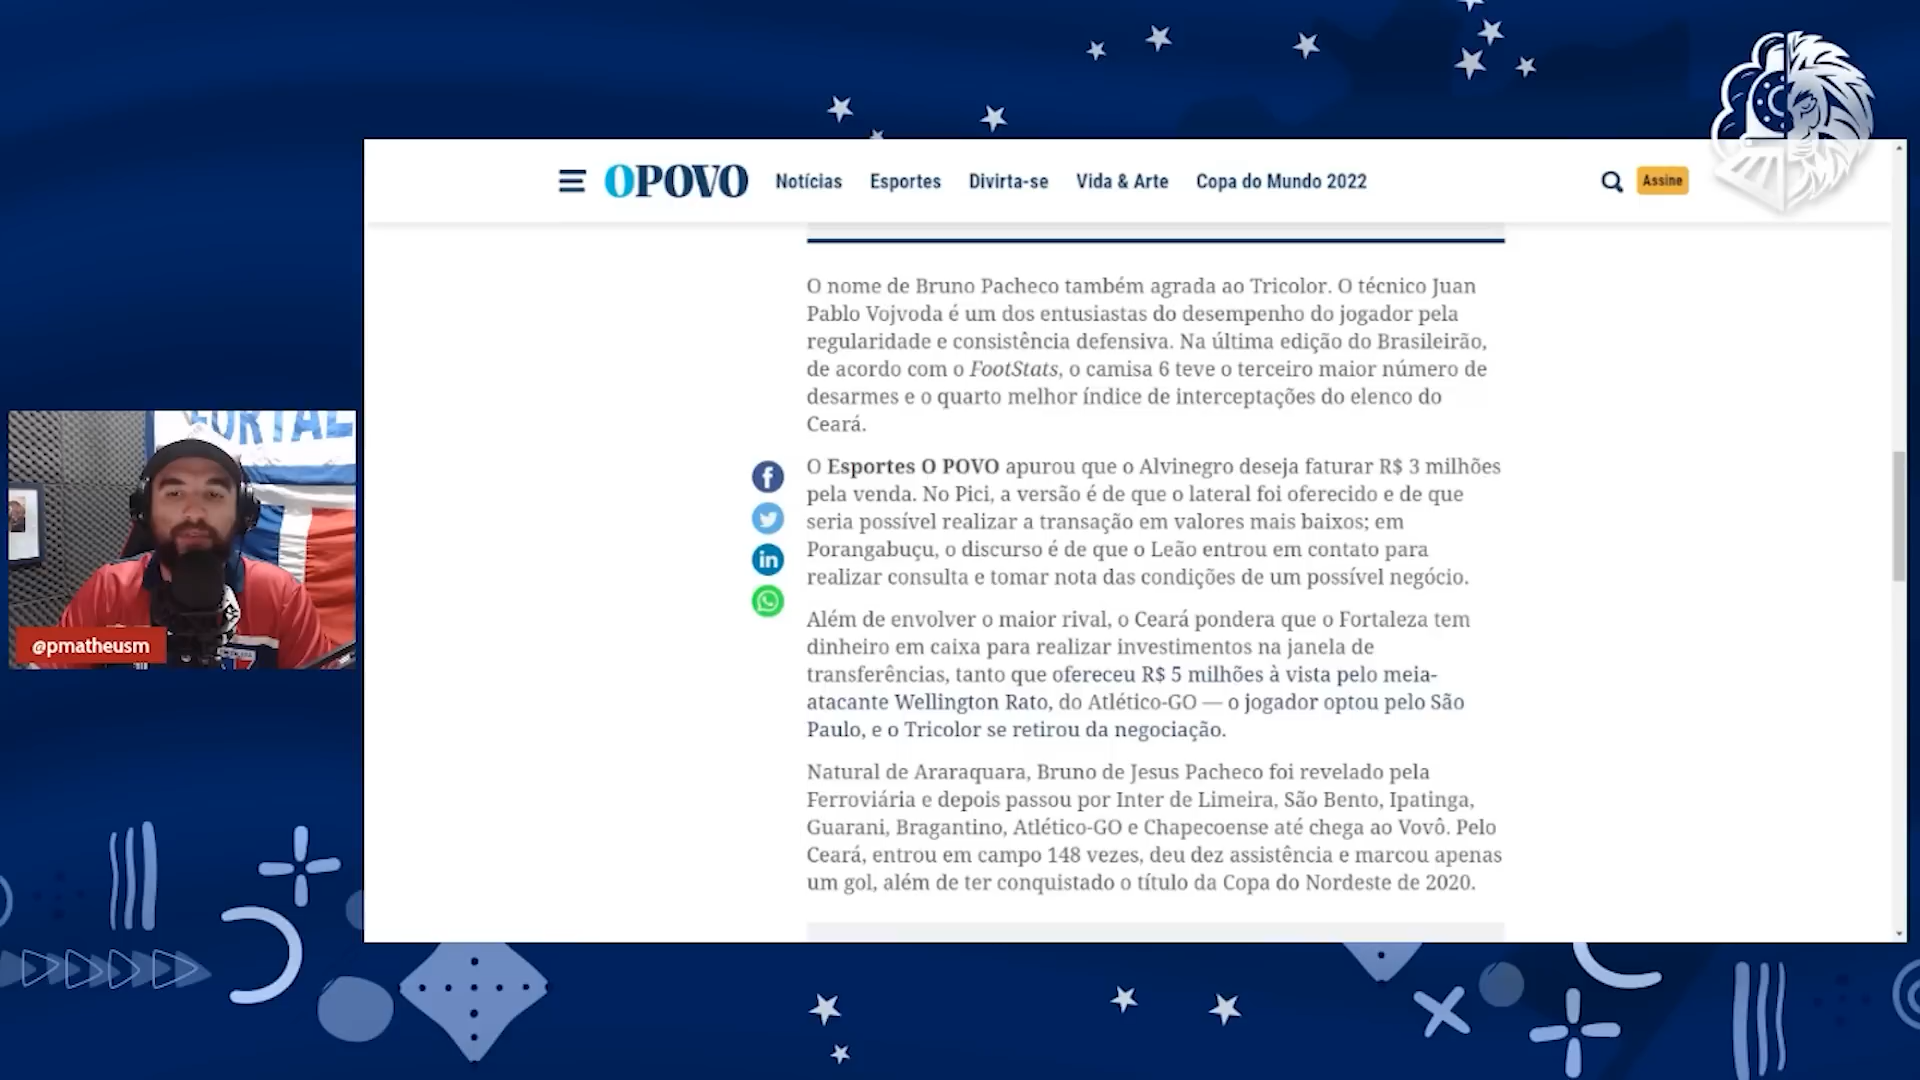 OPOVO Notícias Esportes Divirta-se Vida & Arte Copa do Mundo 2022 Assine
O nome de Bruno Pacheco também agrada ao Tricolor. O técnico Juan
Pablo Vojvoda é um dos entusiastas do desempenho do jogador pela
regularidade e consistência defensiva. Na última edição do Brasileirão,
de acordo com o FootStats, o camisa 6 teve o terceiro maior número de
desarmes e o quarto melhor índice de interceptações do elenco do
Ceará.
O Esportes O POVO apurou que o Alvinegro deseja faturar R$ 3 milhões
pela venda. No Pici, a versão é de que o lateral foi oferecido e de que
seria possível realizar a transação em valores mais baixos; em
Porangabuçu, o discurso é de que o Leão entrou em contato para
realizar consulta e tomar nota das condições de um possível negócio.
Além de envolver o maior rival, o Ceará pondera que o Fortaleza tem
dinheiro em caixa para realizar investimentos na janela de
transferências, tanto que ofereceu R$ 5 milhões à vista pelo meia-
atacante Wellington Rato, do Atlético-GO — o jogador optou pelo São
Paulo, e o Tricolor se retirou da negociação.
Natural de Araraquara, Bruno de Jesus Pacheco foi revelado pela
Ferroviária e depois passou por Inter de Limeira, São Bento, Ipatinga,
Guarani, Bragantino, Atlético-GO e Chapecoense até chega ao Vovô. Pelo
Ceará, entrou em campo 148 vezes, deu dez assistência e marcou apenas
um gol, além de ter conquistado o título da Copa do Nordeste de 2020.
FORTAL
@pmatheusm